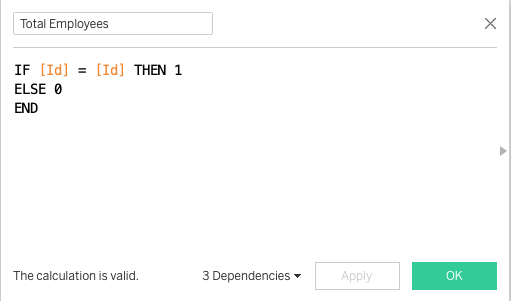 Total Employees
IF [Id] = [Id] THEN 1
ELSE 0
END
The calculation is valid. 3 Dependencies Apply OK